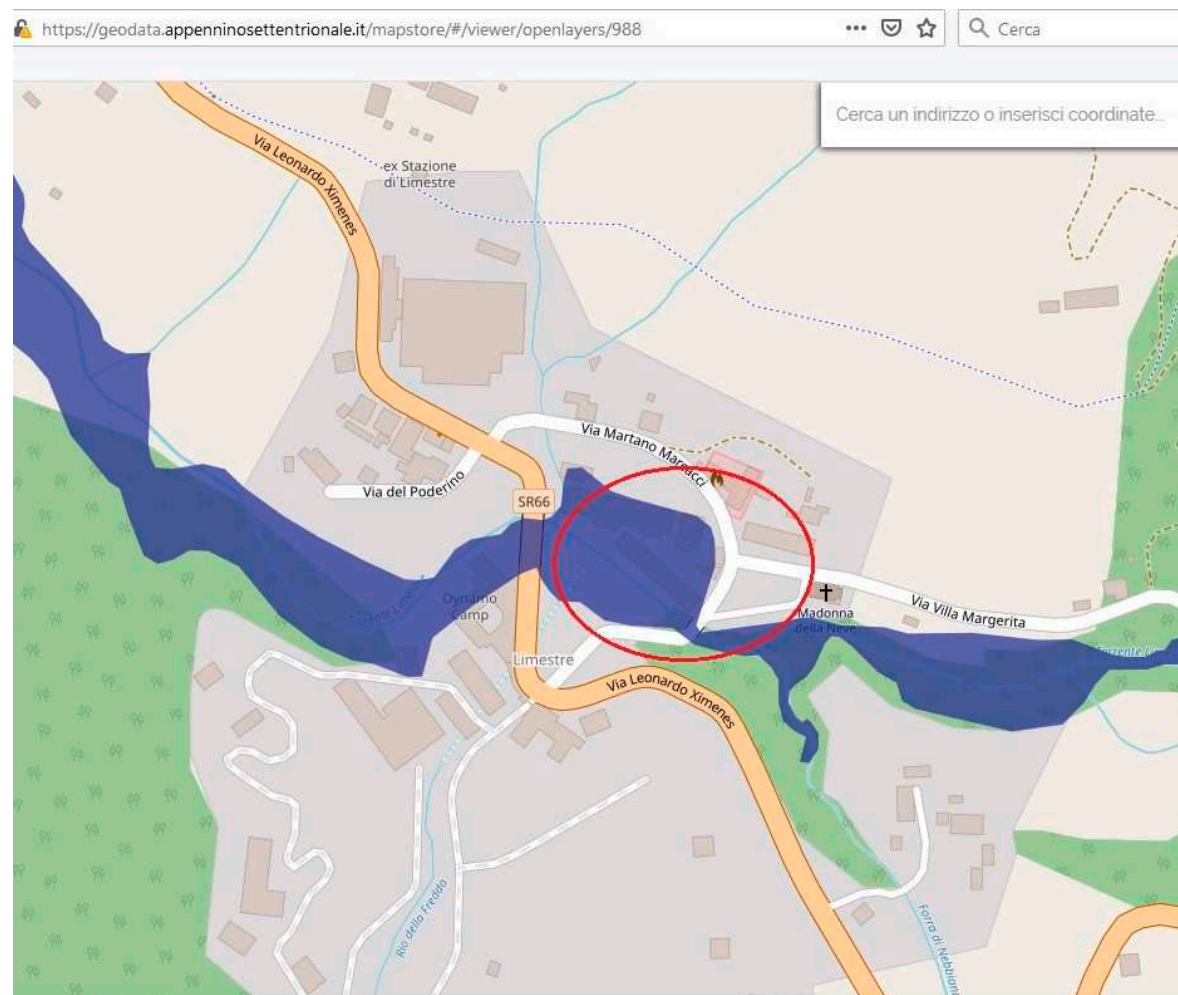 https://geodata.appenninosettentrionale.it/mapstore/#/viewer/openlayers/988
Cerca
Cerca un indirizzo o inserisci coordinate...
Via Leonardo Ximenes
ex Stazione
di Limestre
Via Martano Marcacci
Via del Poderino
SR66
Dynamo
Camp
Madonna
della Neve
Via Villa Margerita
Limestre
Via Leonardo Ximenes
Rio della Freddo
Forra di Nebbiona